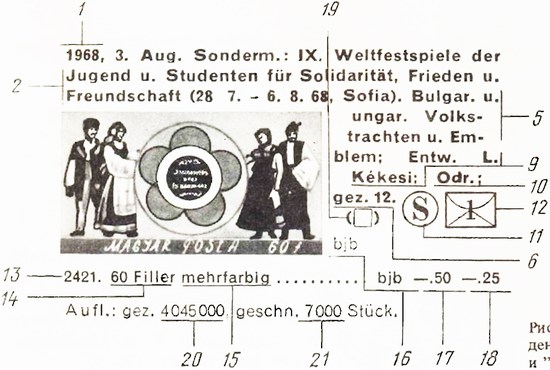 1 19
1968, 3. Aug. Sonderm.: IX. Weltfestspiele der
2 Jugend u. Studenten für Solidarität, Frieden u.
Freundschaft (28 7. – 6. 8. 68, Sofia). Bulgar. u.
ungar. Volks- 5
trachten u. Em-
blem; Entw. L. 9
Kékesi; Odr.; 10
gez. 12. S 1 12
( ) 11
MAGYAR POSTA 60 f bjb 6
13 2421. 60 Filler mehrfarbig .......... bjb —.50 —.25
14
Aufl.: gez. 4045000, geschn. 7000 Stück.
20 15 21 16 17 18
Рис
ден
и "